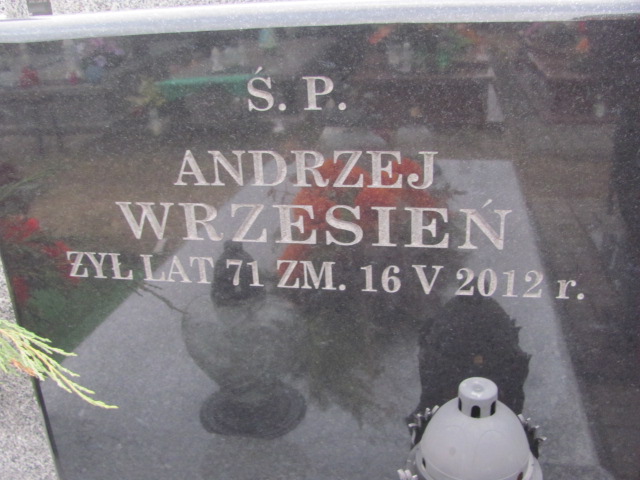 Ś. P.
ANDRZEJ
WRZESIEŃ
ŻYŁ LAT 71 ZM. 16 V 2012 r.